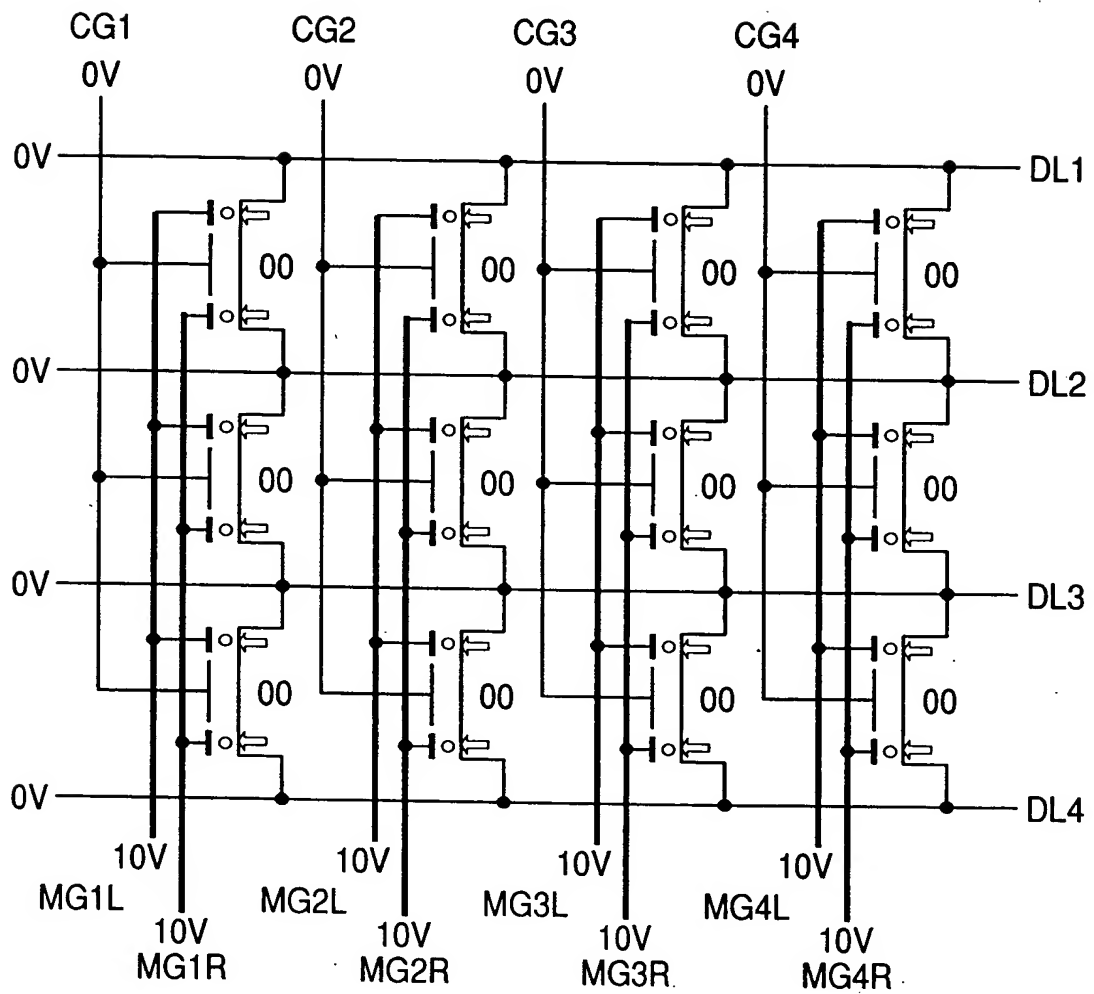 CG1 CG2 CG3 CG4
0V 0V 0V 0V
0V DL1
00 00 00 00
0V DL2
00 00 00 00
0V DL3
00 00 00 00
0V DL4
10V 10V 10V 10V
MG1L MG2L MG3L MG4L
10V 10V 10V 10V
MG1R MG2R MG3R MG4R